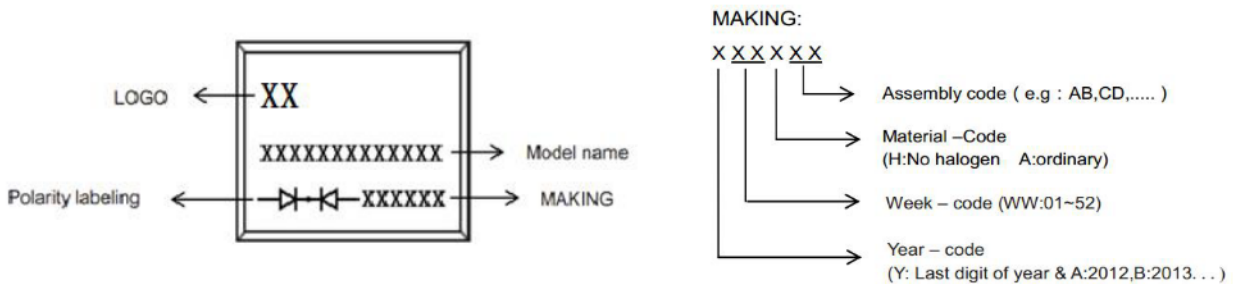 LOGO
XX
XXXXXXXXXXXXX
Model name
Polarity labeling
XXXXXX
MAKING
MAKING:
X XX X XX
Assembly code ( e.g : AB,CD,..... )
Material –Code
(H:No halogen A:ordinary)
Week – code (WW:01~52)
Year – code
(Y: Last digit of year & A:2012,B:2013. . . )